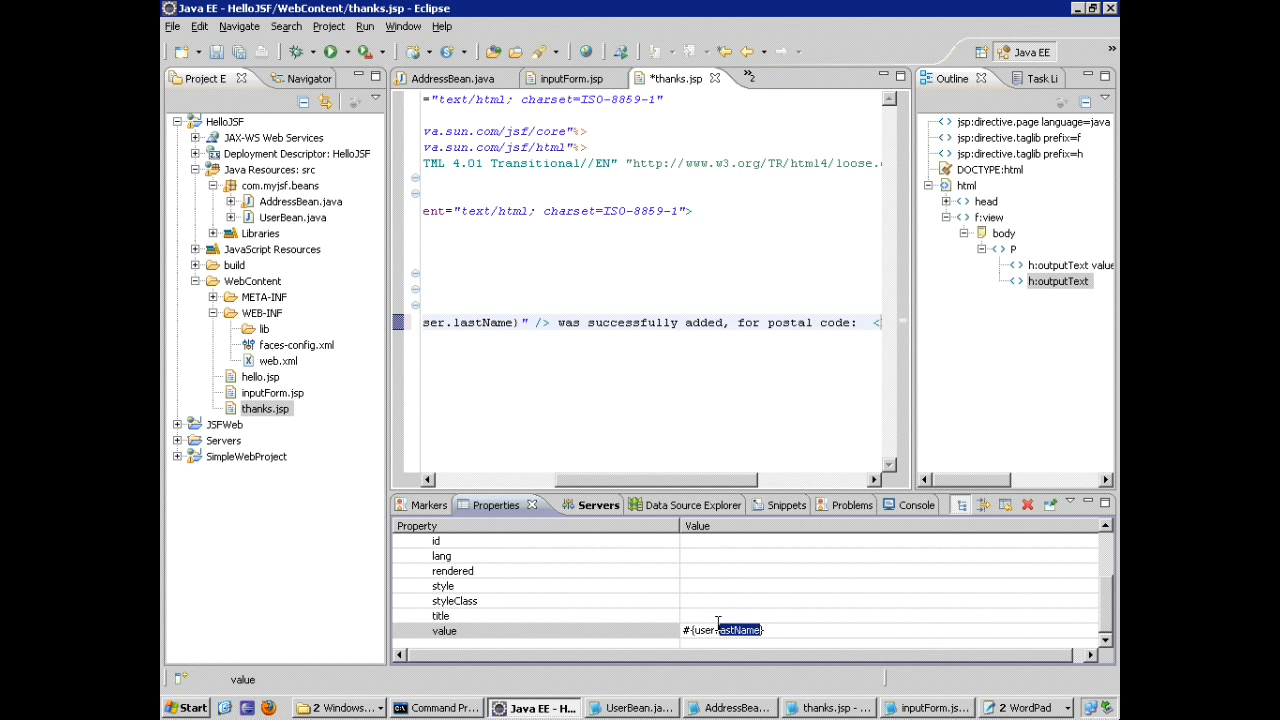 Java EE - HelloJSF/WebContent/thanks.jsp - Eclipse
File Edit Navigate Search Project Run Window Help
Java EE
Project E Navigator AddressBean.java inputForm.jsp *thanks.jsp 2 Outline Task Li
HelloJSF
JAX-WS Web Services
Deployment Descriptor: HelloJSF
Java Resources: src
com.myjsf.beans
AddressBean.java
UserBean.java
Libraries
JavaScript Resources
build
WebContent
META-INF
WEB-INF
lib
faces-config.xml
web.xml
hello.jsp
inputForm.jsp
thanks.jsp
JSFWeb
Servers
SimpleWebProject
="text/html; charset=ISO-8859-1"
va.sun.com/jsf/core"%>
va.sun.com/jsf/html"%>
TML 4.01 Transitional//EN" "http://www.w3.org/TR/html4/loose.
ent="text/html; charset=ISO-8859-1">
ser.lastName}" /> was successfully added, for postal code: <
jsp:directive.page language=java
jsp:directive.taglib prefix=f
jsp:directive.taglib prefix=h
DOCTYPE:html
html
head
f:view
body
P
h:outputText value
h:outputText
Markers Properties Servers Data Source Explorer Snippets Problems Console
Property Value
id
lang
rendered
style
styleClass
title
value #{user.lastName}
value
Start 2 Windows... Command Pr... Java EE - H... UserBean.ja... AddressBea... thanks.jsp - ... inputForm.js... 2 WordPad